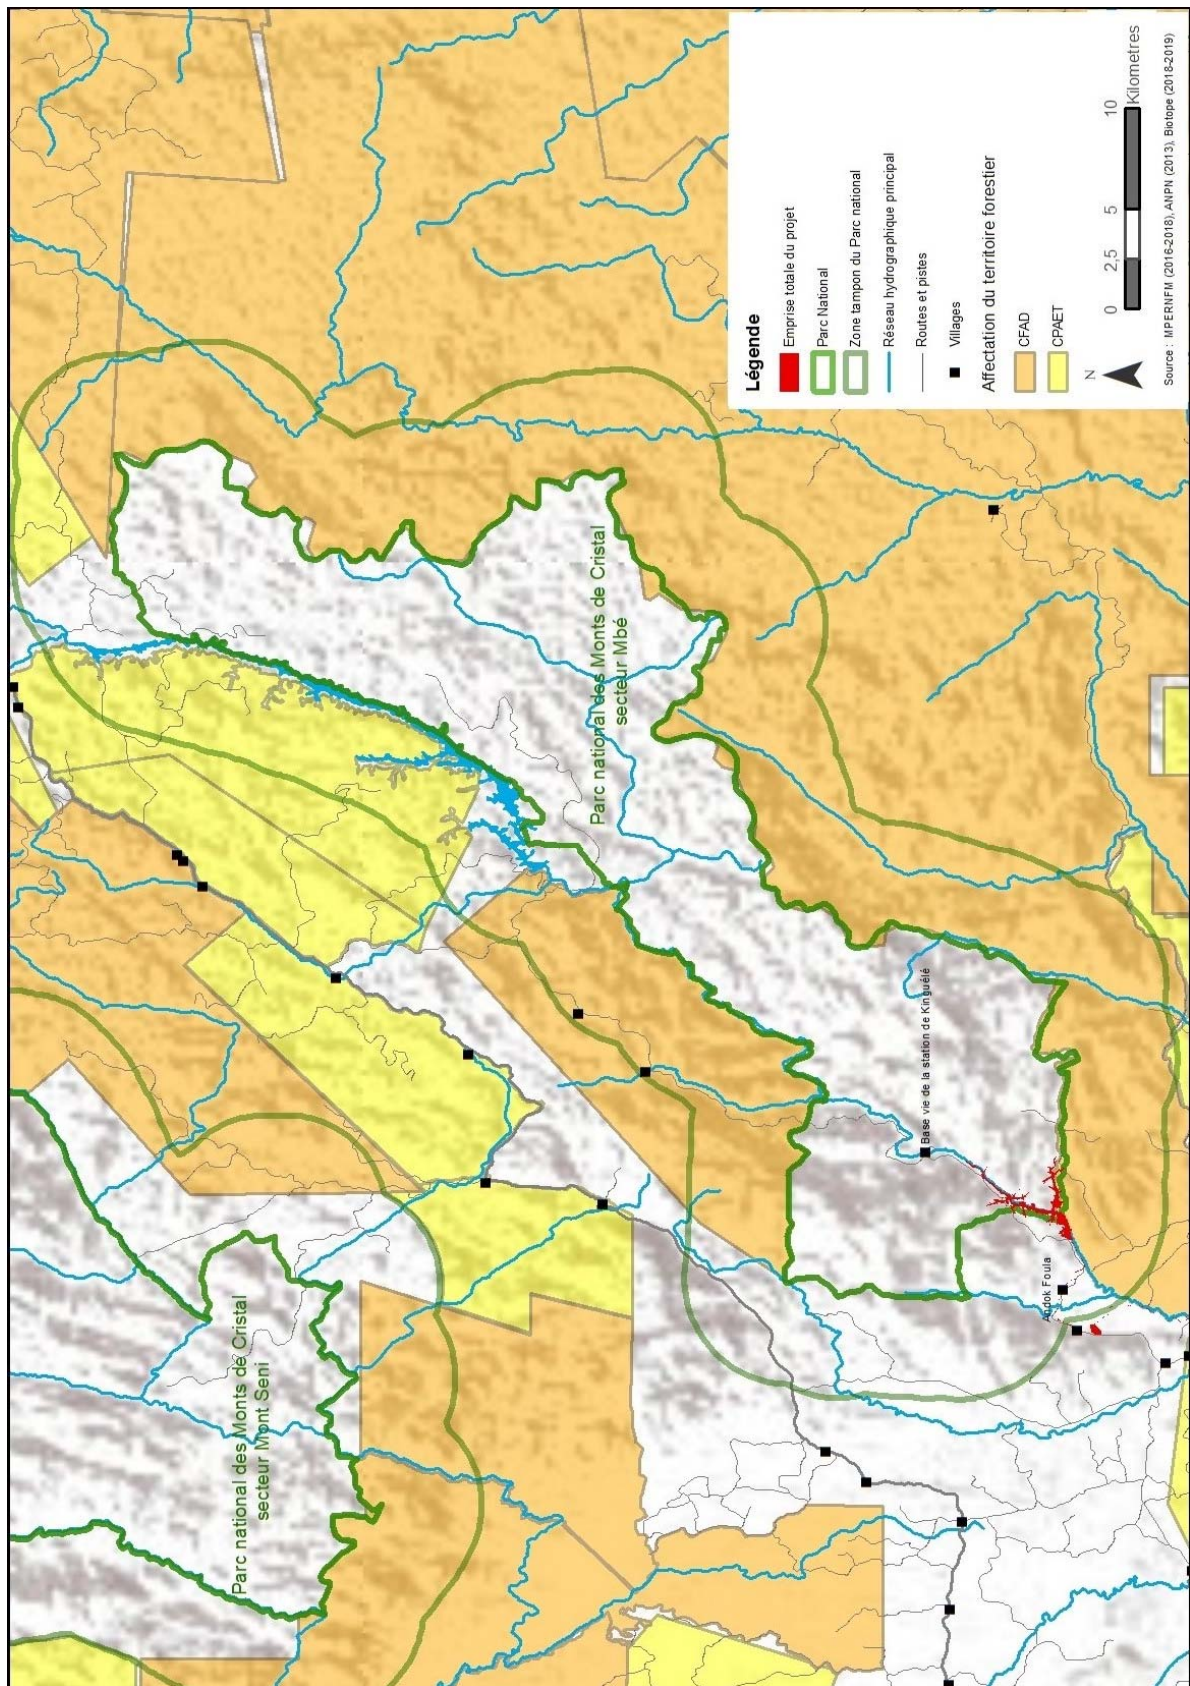 Parc national des Monts de Cristal
secteur Mont Seni
Parc national des Monts de Cristal
secteur Mbé
Base vie de la station de Kinguélé
Andok Foula
Légende
Emprise totale du projet
Parc National
Zone tampon du Parc national
Réseau hydrographique principal
Routes et pistes
Villages
Affectation du territoire forestier
CFAD
CPAET
N
0 2,5 5 10
Kilometres
Source : MPERNFM (2016-2018), ANPN (2013), Biotope (2018-2019)